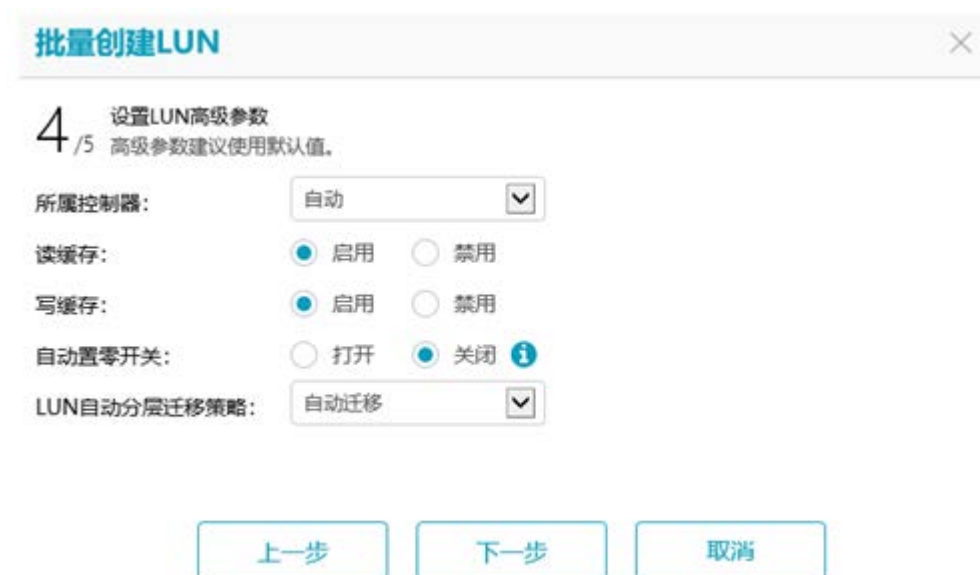 批量创建LUN
4/5 设置LUN高级参数
高级参数建议使用默认值。
所属控制器： 自动
读缓存： 启用 禁用
写缓存： 启用 禁用
自动置零开关： 打开 关闭
LUN自动分层迁移策略： 自动迁移
上一步 下一步 取消